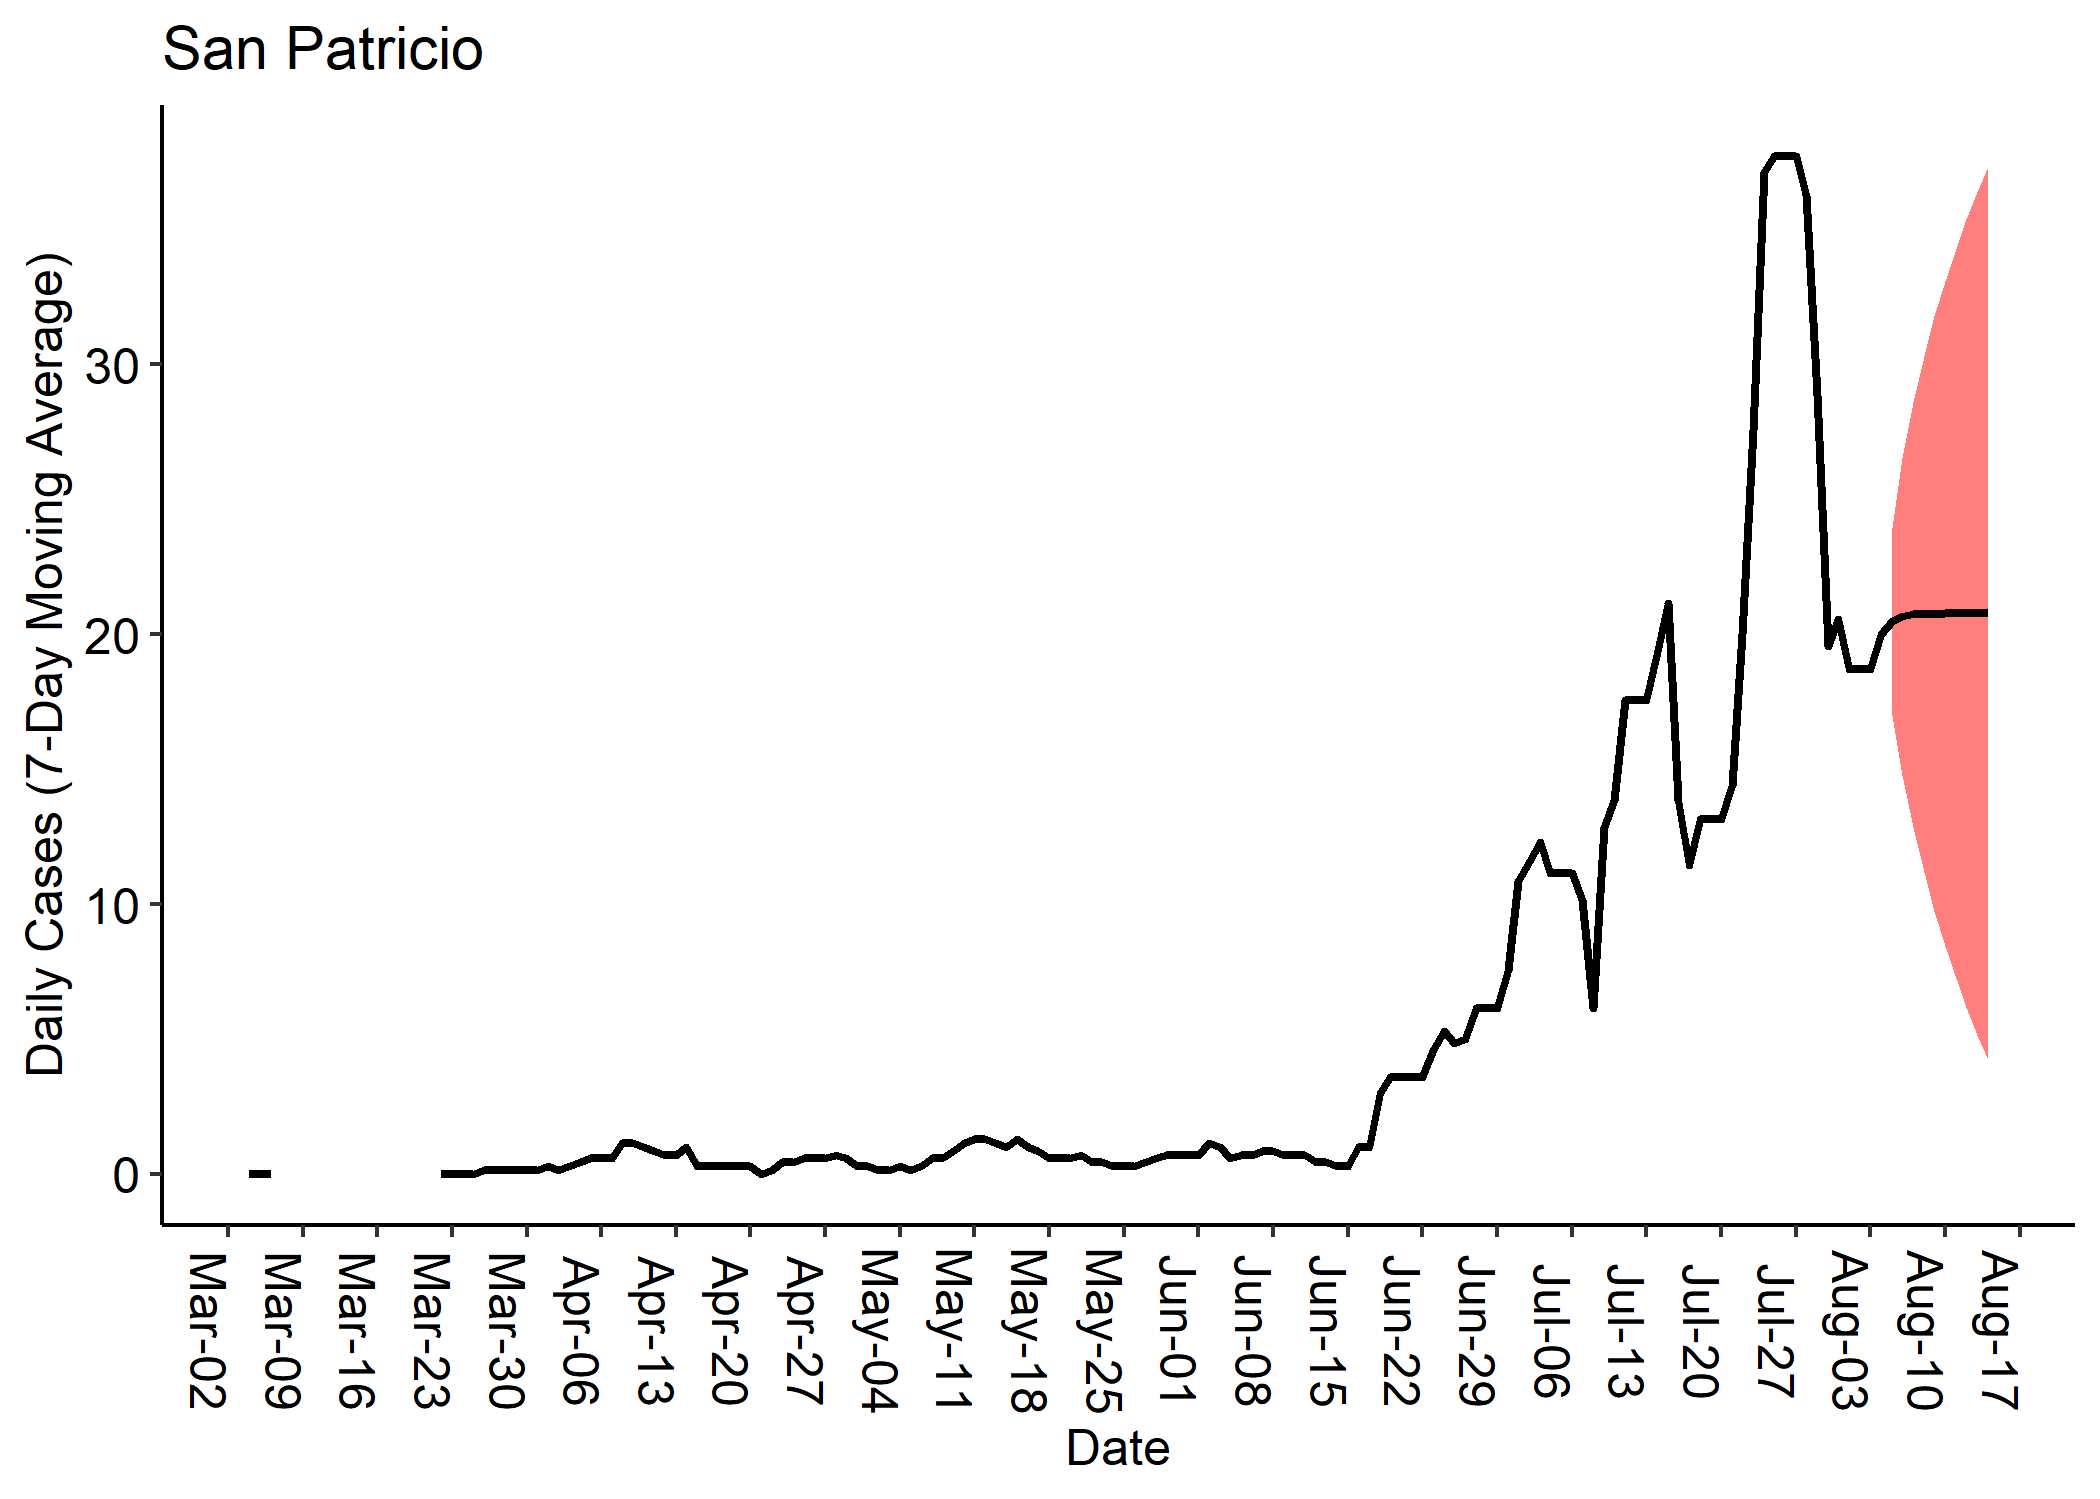 San Patricio
Daily Cases (7-Day Moving Average)
30
20
10
0
Mar-02
Mar-09
Mar-16
Mar-23
Mar-30
Apr-06
Apr-13
Apr-20
Apr-27
May-04
May-11
May-18
May-25
Jun-01
Jun-08
Jun-15
Jun-22
Jun-29
Jul-06
Jul-13
Jul-20
Jul-27
Aug-03
Aug-10
Aug-17
Date